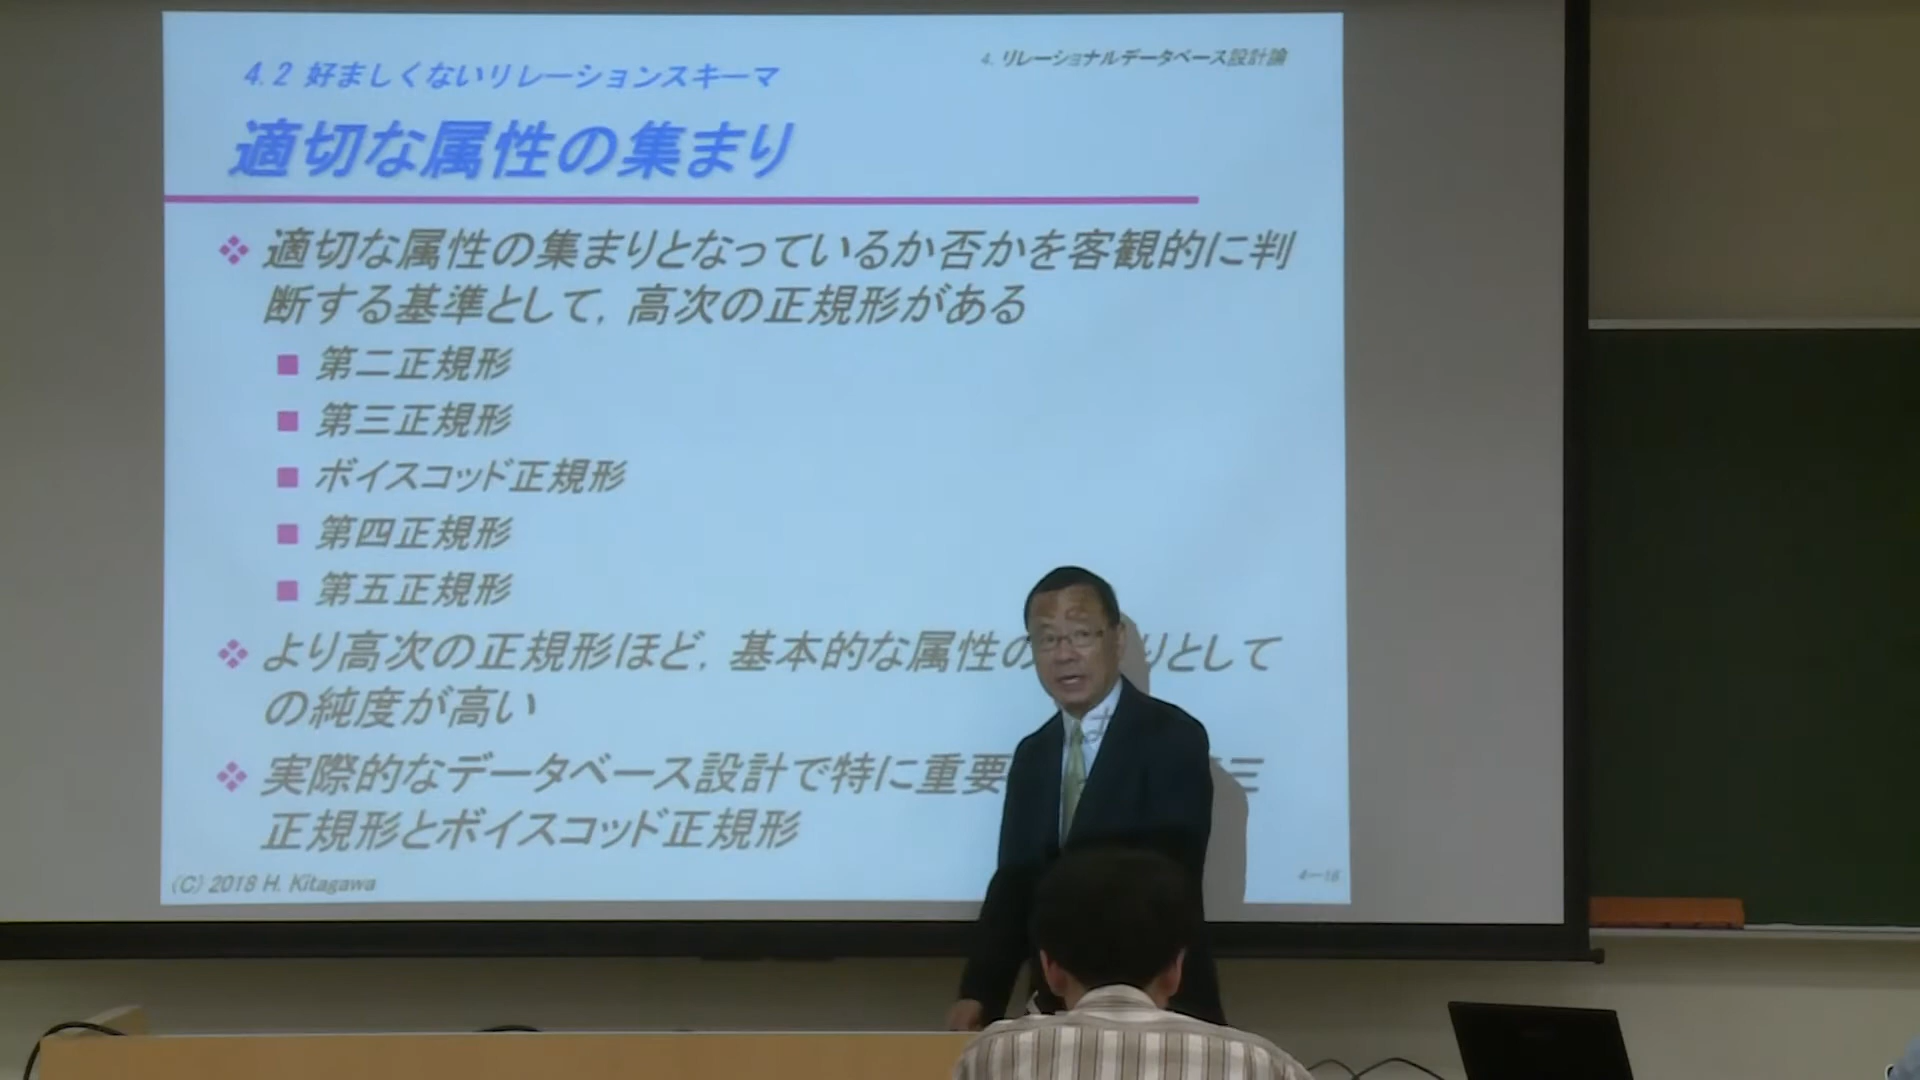 4. リレーショナルデータベース設計論
4.2 好ましくないリレーションスキーマ
適切な属性の集まり
適切な属性の集まりとなっているか否かを客観的に判
断する基準として, 高次の正規形がある
第二正規形
第三正規形
ボイスコッド正規形
第四正規形
第五正規形
より高次の正規形ほど, 基本的な属性の りとして
の純度が高い
実際的なデータベース設計で特に重要 三
正規形とボイスコッド正規形
(C) 2018 H. Kitagawa